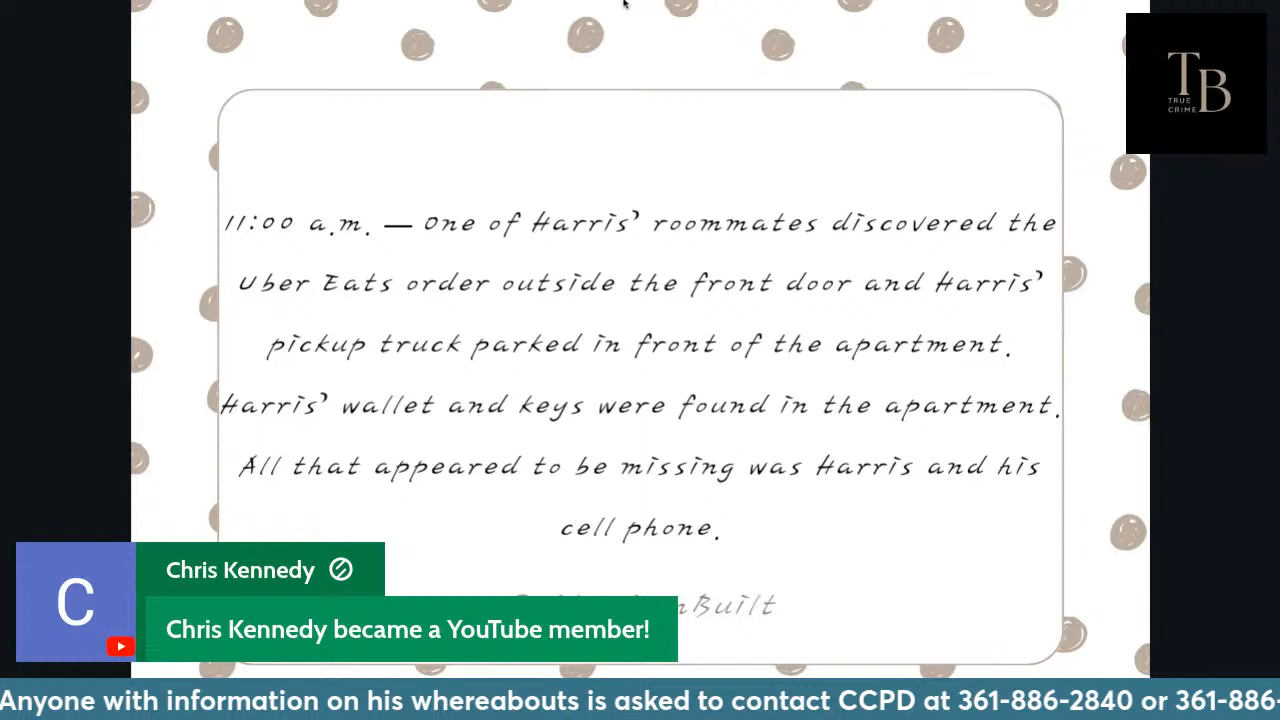 TB
TRUE
CRIME
11:00 a.m. — One of Harris’ roommates discovered the
Uber Eats order outside the front door and Harris’
pickup truck parked in front of the apartment.
Harris’ wallet and keys were found in the apartment.
All that appeared to be missing was Harris and his
cell phone.
nBuilt
C
Chris Kennedy
Chris Kennedy became a YouTube member!
Anyone with information on his whereabouts is asked to contact CCPD at 361-886-2840 or 361-886-